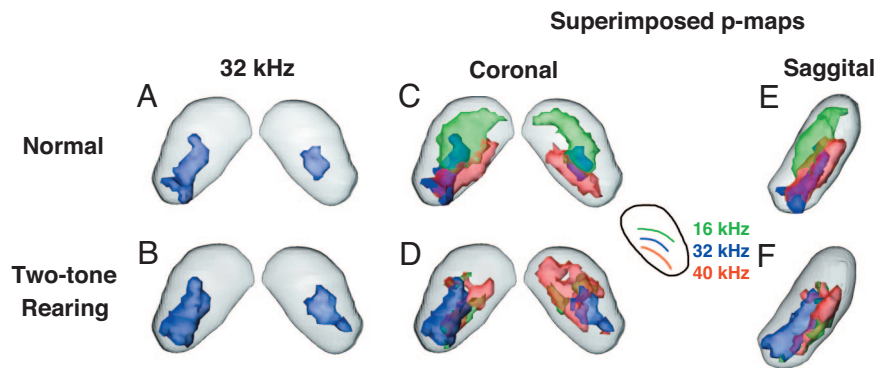 Superimposed p-maps
32 kHz
Coronal
Saggital
A
C
E
Normal
16 kHz
32 kHz
40 kHz
B
D
F
Two-tone
Rearing